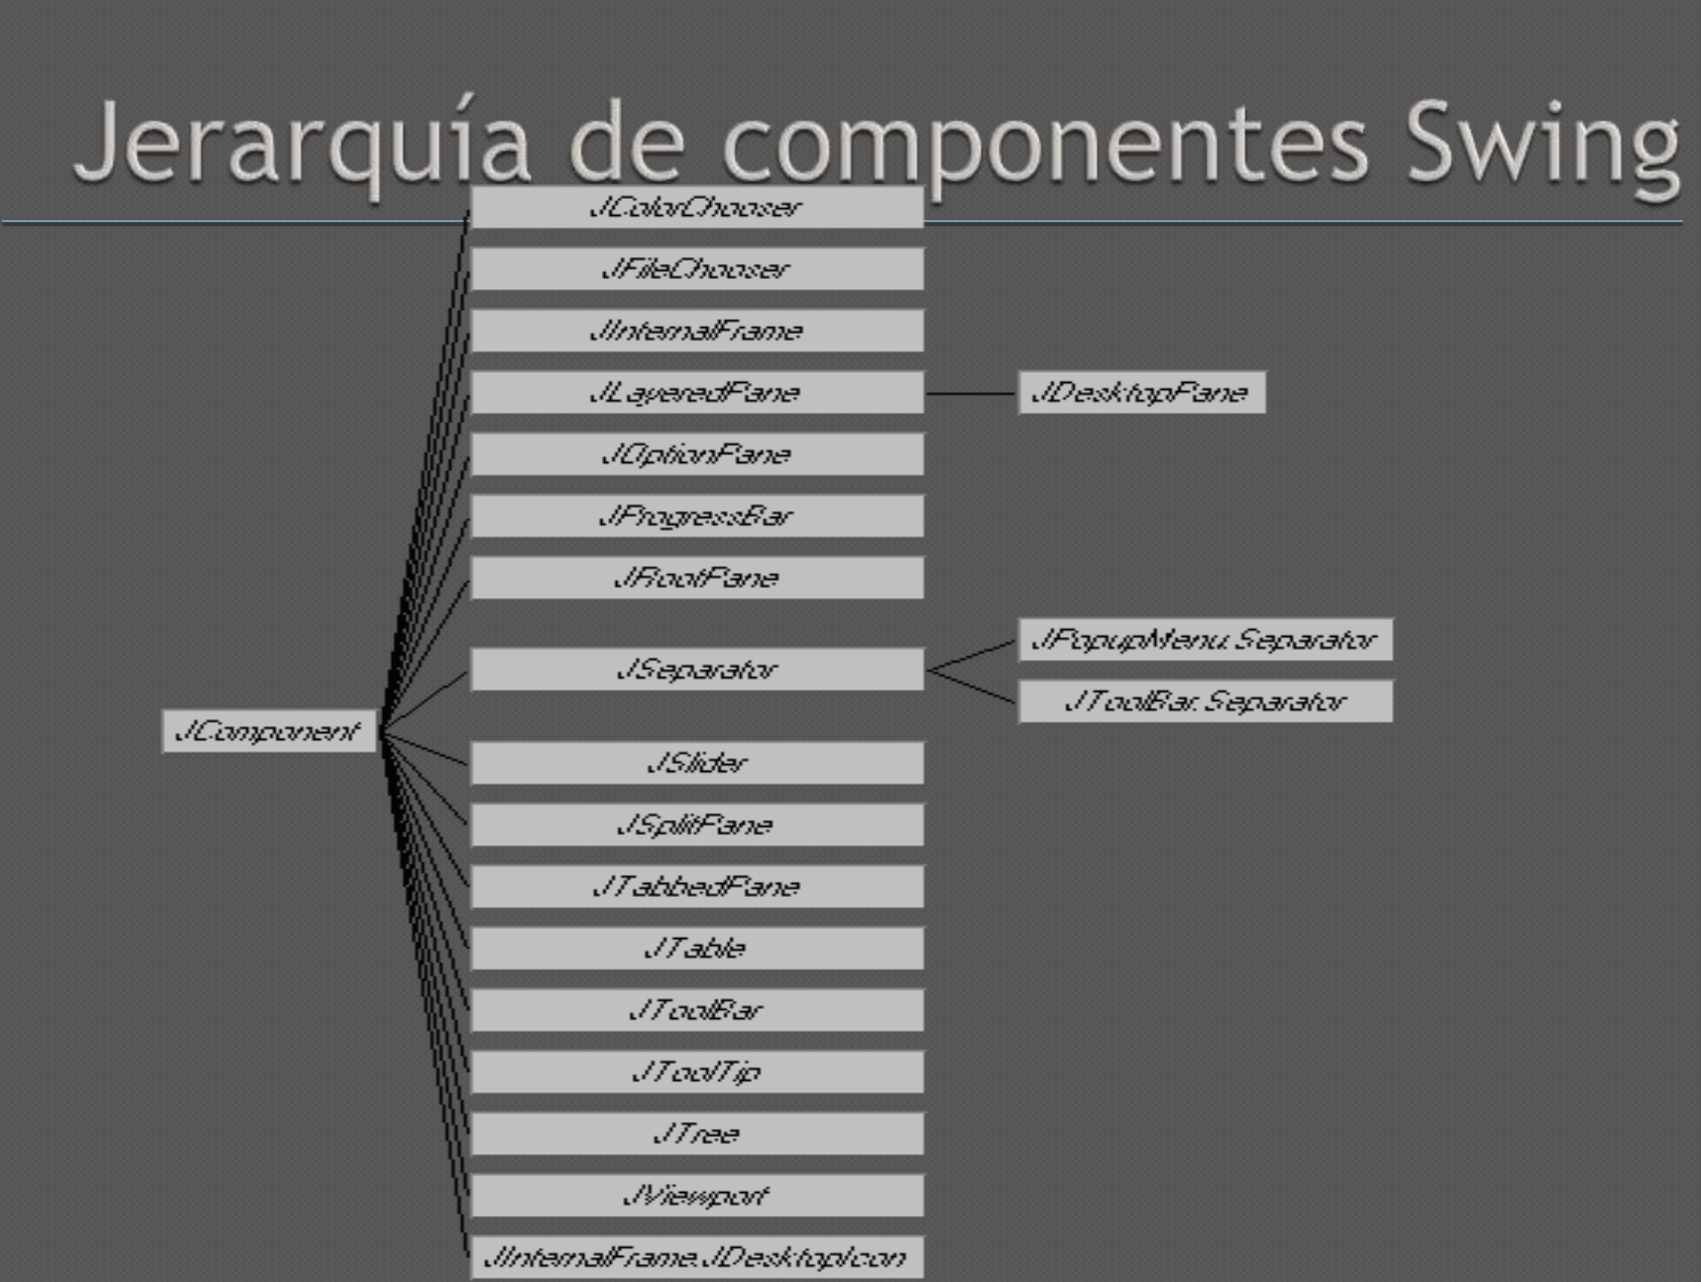 Jerarquía de componentes Swing
JColorChooser
JFileChooser
JInternalFrame
JLayeredPane
JDesktopPane
JOptionPane
JProgressBar
JRootPane
JPopupMenu.Separator
JSeparator
JToolBar.Separator
JComponent
JSlider
JSplitPane
JTabbedPane
JTable
JToolBar
JToolTip
JTree
JViewport
JInternalFrame.JDesktopIcon